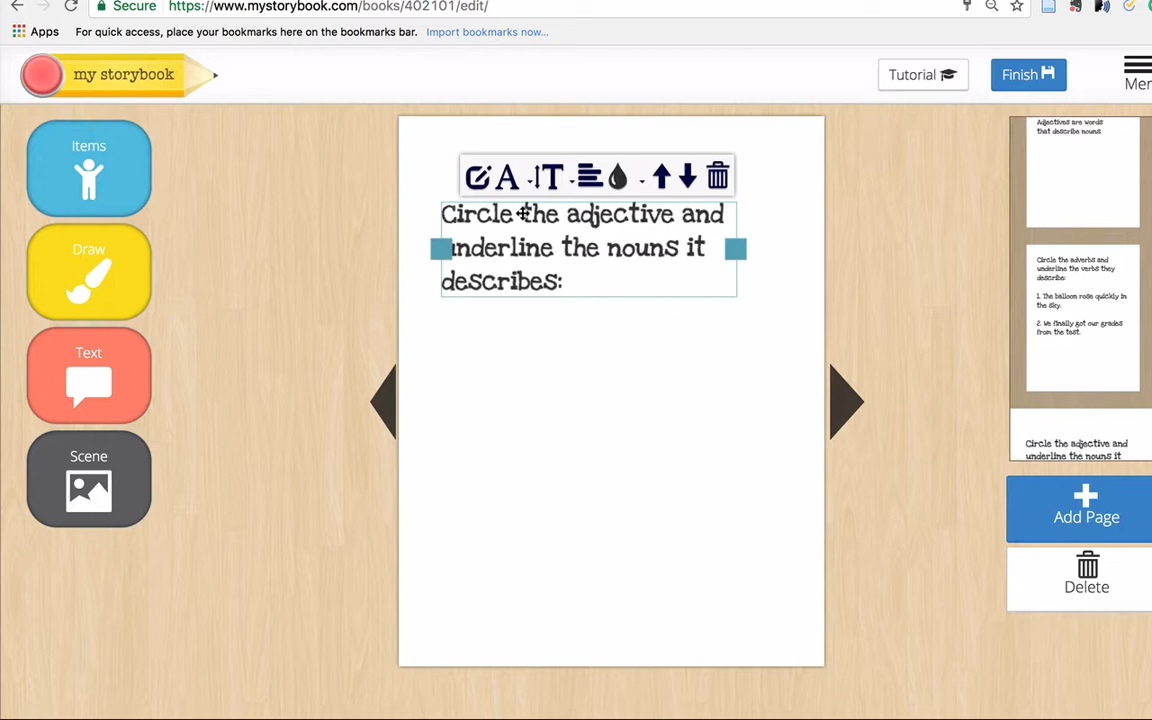 Secure https://www.mystorybook.com/books/402101/edit/
Apps For quick access, place your bookmarks here on the bookmarks bar. Import bookmarks now...
my storybook
Tutorial
Finish
Mer
Items
Draw
Text
Scene
A T
Circle the adjective and
underline the nouns it
describes:
Adjectives are words
that describe nouns
Circle the adverbs and
underline the verbs they
describe:
1. The balloon rose quickly in
the sky.
2. We finally got our grades
from the test.
Circle the adjective and
underline the nouns it
Add Page
Delete